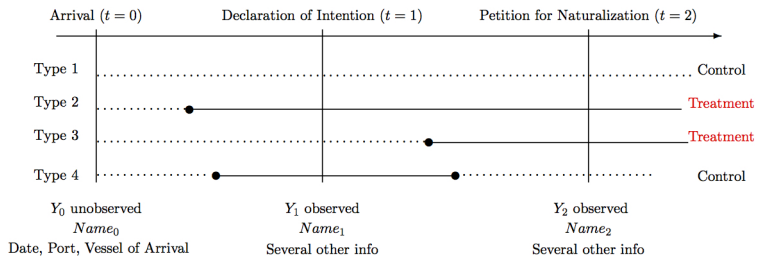 Arrival (t = 0) Declaration of Intention (t = 1) Petition for Naturalization (t = 2)
Type 1 Control
Type 2 Treatment
Type 3 Treatment
Type 4 Control
Y₀ unobserved Y₁ observed Y₂ observed
Name₀ Name₁ Name₂
Date, Port, Vessel of Arrival Several other info Several other info